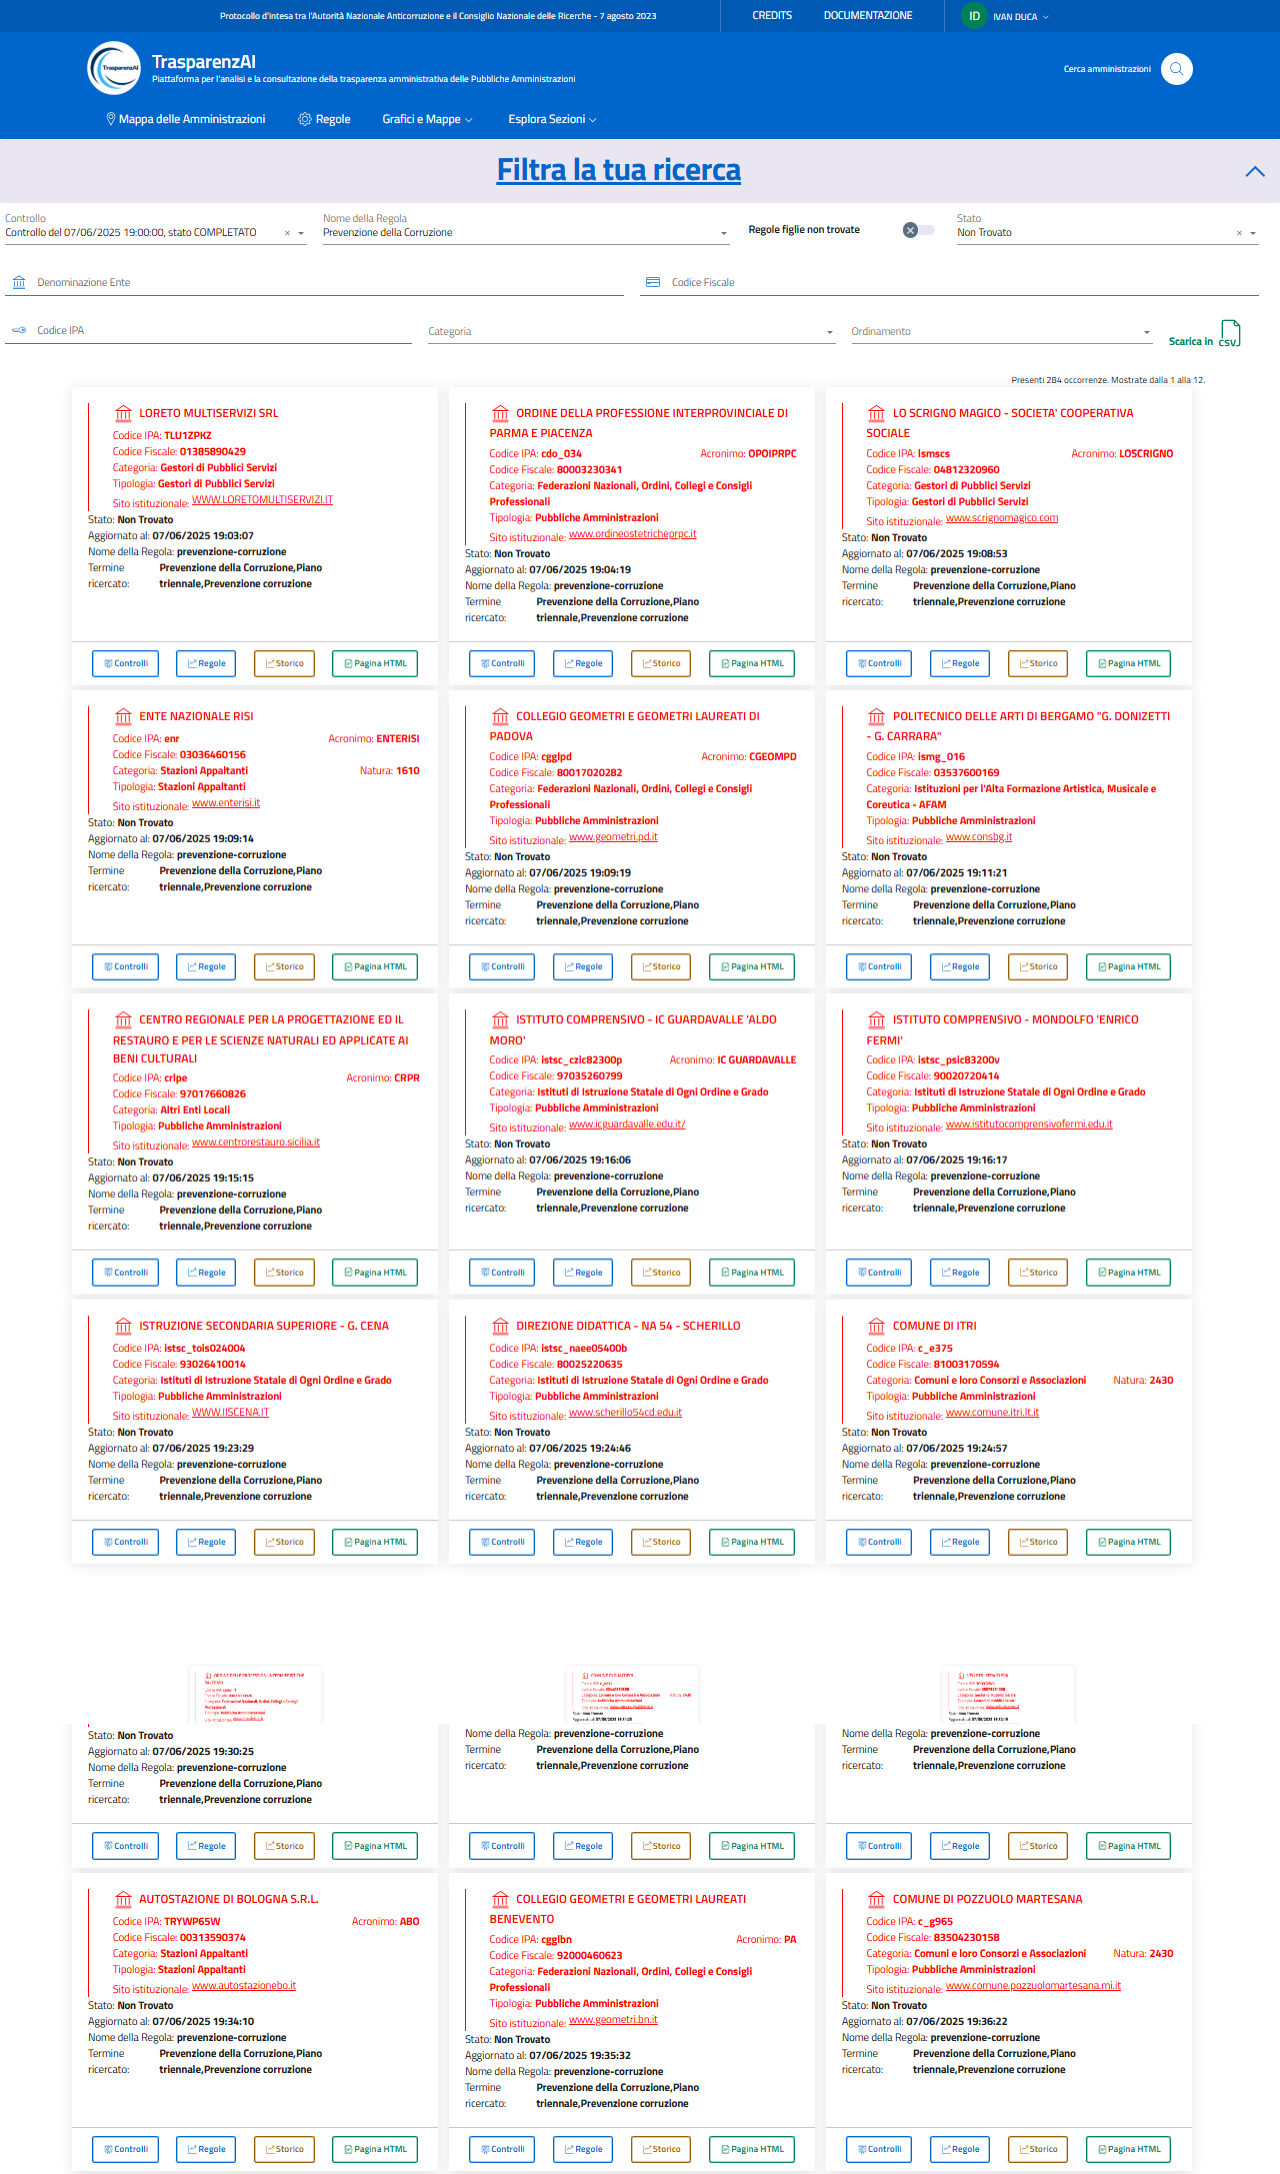 Protocollo d'intesa tra l'Autorità Nazionale Anticorruzione e il Consiglio Nazionale delle Ricerche - 7 agosto 2023
CREDITS
DOCUMENTAZIONE
ID
IVAN DUCA
TrasparenzAI
TrasparenzAI
Piattaforma per l'analisi e la consultazione della trasparenza amministrativa delle Pubbliche Amministrazioni
Cerca amministrazioni
Mappa delle Amministrazioni
Regole
Grafici e Mappe
Esplora Sezioni
Filtra la tua ricerca
Controllo
Controllo del 07/06/2025 19:00:00, stato COMPLETATO ×
Nome della Regola
Prevenzione della Corruzione
Regole figlie non trovate
Stato
Non Trovato ×
Denominazione Ente
Codice Fiscale
Codice IPA
Categoria
Ordinamento
Scarica in CSV
Presenti 284 occorrenze. Mostrate dalla 1 alla 12.
LORETO MULTISERVIZI SRL
Codice IPA: TLU1ZPKZ
Codice Fiscale: 01385890429
Categoria: Gestori di Pubblici Servizi
Tipologia: Gestori di Pubblici Servizi
Sito istituzionale: WWW.LORETOMULTISERVIZI.IT
Stato: Non Trovato
Aggiornato al: 07/06/2025 19:03:07
Nome della Regola: prevenzione-corruzione
Termine Prevenzione della Corruzione,Piano
ricercato: triennale,Prevenzione corruzione
Controlli Regole Storico Pagina HTML
ORDINE DELLA PROFESSIONE INTERPROVINCIALE DI
PARMA E PIACENZA
Codice IPA: cdo_034 Acronimo: OPOIPRPC
Codice Fiscale: 80003230341
Categoria: Federazioni Nazionali, Ordini, Collegi e Consigli
Professionali
Tipologia: Pubbliche Amministrazioni
Sito istituzionale: www.ordineostetricheprpc.it
Stato: Non Trovato
Aggiornato al: 07/06/2025 19:04:19
Nome della Regola: prevenzione-corruzione
Termine Prevenzione della Corruzione,Piano
ricercato: triennale,Prevenzione corruzione
Controlli Regole Storico Pagina HTML
LO SCRIGNO MAGICO - SOCIETA' COOPERATIVA
SOCIALE
Codice IPA: lsmscs Acronimo: LOSCRIGNO
Codice Fiscale: 04812320960
Categoria: Gestori di Pubblici Servizi
Tipologia: Gestori di Pubblici Servizi
Sito istituzionale: www.scrignomagico.com
Stato: Non Trovato
Aggiornato al: 07/06/2025 19:08:53
Nome della Regola: prevenzione-corruzione
Termine Prevenzione della Corruzione,Piano
ricercato: triennale,Prevenzione corruzione
Controlli Regole Storico Pagina HTML
ENTE NAZIONALE RISI
Codice IPA: enr Acronimo: ENTERISI
Codice Fiscale: 03036460156
Categoria: Stazioni Appaltanti Natura: 1610
Tipologia: Stazioni Appaltanti
Sito istituzionale: www.enterisi.it
Stato: Non Trovato
Aggiornato al: 07/06/2025 19:09:14
Nome della Regola: prevenzione-corruzione
Termine Prevenzione della Corruzione,Piano
ricercato: triennale,Prevenzione corruzione
Controlli Regole Storico Pagina HTML
COLLEGIO GEOMETRI E GEOMETRI LAUREATI DI
PADOVA
Codice IPA: cgglpd Acronimo: CGEOMPD
Codice Fiscale: 80017020282
Categoria: Federazioni Nazionali, Ordini, Collegi e Consigli
Professionali
Tipologia: Pubbliche Amministrazioni
Sito istituzionale: www.geometri.pd.it
Stato: Non Trovato
Aggiornato al: 07/06/2025 19:09:19
Nome della Regola: prevenzione-corruzione
Termine Prevenzione della Corruzione,Piano
ricercato: triennale,Prevenzione corruzione
Controlli Regole Storico Pagina HTML
POLITECNICO DELLE ARTI DI BERGAMO "G. DONIZETTI
- G. CARRARA"
Codice IPA: ismg_016
Codice Fiscale: 03537600169
Categoria: Istituzioni per l'Alta Formazione Artistica, Musicale e
Coreutica - AFAM
Tipologia: Pubbliche Amministrazioni
Sito istituzionale: www.consbg.it
Stato: Non Trovato
Aggiornato al: 07/06/2025 19:11:21
Nome della Regola: prevenzione-corruzione
Termine Prevenzione della Corruzione,Piano
ricercato: triennale,Prevenzione corruzione
Controlli Regole Storico Pagina HTML
CENTRO REGIONALE PER LA PROGETTAZIONE ED IL
RESTAURO E PER LE SCIENZE NATURALI ED APPLICATE AI
BENI CULTURALI
Codice IPA: crlpe Acronimo: CRPR
Codice Fiscale: 97017660826
Categoria: Altri Enti Locali
Tipologia: Pubbliche Amministrazioni
Sito istituzionale: www.centrorestauro.sicilia.it
Stato: Non Trovato
Aggiornato al: 07/06/2025 19:15:15
Nome della Regola: prevenzione-corruzione
Termine Prevenzione della Corruzione,Piano
ricercato: triennale,Prevenzione corruzione
Controlli Regole Storico Pagina HTML
ISTITUTO COMPRENSIVO - IC GUARDAVALLE 'ALDO
MORO'
Codice IPA: istsc_czic82300p Acronimo: IC GUARDAVALLE
Codice Fiscale: 97035260799
Categoria: Istituti di Istruzione Statale di Ogni Ordine e Grado
Tipologia: Pubbliche Amministrazioni
Sito istituzionale: www.icguardavalle.edu.it/
Stato: Non Trovato
Aggiornato al: 07/06/2025 19:16:06
Nome della Regola: prevenzione-corruzione
Termine Prevenzione della Corruzione,Piano
ricercato: triennale,Prevenzione corruzione
Controlli Regole Storico Pagina HTML
ISTITUTO COMPRENSIVO - MONDOLFO 'ENRICO
FERMI'
Codice IPA: istsc_psic83200v
Codice Fiscale: 90020720414
Categoria: Istituti di Istruzione Statale di Ogni Ordine e Grado
Tipologia: Pubbliche Amministrazioni
Sito istituzionale: www.istitutocomprensivofermi.edu.it
Stato: Non Trovato
Aggiornato al: 07/06/2025 19:16:17
Nome della Regola: prevenzione-corruzione
Termine Prevenzione della Corruzione,Piano
ricercato: triennale,Prevenzione corruzione
Controlli Regole Storico Pagina HTML
ISTRUZIONE SECONDARIA SUPERIORE - G. CENA
Codice IPA: istsc_tois024004
Codice Fiscale: 93026410014
Categoria: Istituti di Istruzione Statale di Ogni Ordine e Grado
Tipologia: Pubbliche Amministrazioni
Sito istituzionale: WWW.IISCENA.IT
Stato: Non Trovato
Aggiornato al: 07/06/2025 19:23:29
Nome della Regola: prevenzione-corruzione
Termine Prevenzione della Corruzione,Piano
ricercato: triennale,Prevenzione corruzione
Controlli Regole Storico Pagina HTML
DIREZIONE DIDATTICA - NA 54 - SCHERILLO
Codice IPA: istsc_naee05400b
Codice Fiscale: 80025220635
Categoria: Istituti di Istruzione Statale di Ogni Ordine e Grado
Tipologia: Pubbliche Amministrazioni
Sito istituzionale: www.scherillo54cd.edu.it
Stato: Non Trovato
Aggiornato al: 07/06/2025 19:24:46
Nome della Regola: prevenzione-corruzione
Termine Prevenzione della Corruzione,Piano
ricercato: triennale,Prevenzione corruzione
Controlli Regole Storico Pagina HTML
COMUNE DI ITRI
Codice IPA: c_e375
Codice Fiscale: 81003170594
Categoria: Comuni e loro Consorzi e Associazioni Natura: 2430
Tipologia: Pubbliche Amministrazioni
Sito istituzionale: www.comune.itri.lt.it
Stato: Non Trovato
Aggiornato al: 07/06/2025 19:24:57
Nome della Regola: prevenzione-corruzione
Termine Prevenzione della Corruzione,Piano
ricercato: triennale,Prevenzione corruzione
Controlli Regole Storico Pagina HTML
Stato: Non Trovato
Aggiornato al: 07/06/2025 19:30:25
Nome della Regola: prevenzione-corruzione
Termine Prevenzione della Corruzione,Piano
ricercato: triennale,Prevenzione corruzione
Controlli Regole Storico Pagina HTML
Nome della Regola: prevenzione-corruzione
Termine Prevenzione della Corruzione,Piano
ricercato: triennale,Prevenzione corruzione
Controlli Regole Storico Pagina HTML
Nome della Regola: prevenzione-corruzione
Termine Prevenzione della Corruzione,Piano
ricercato: triennale,Prevenzione corruzione
Controlli Regole Storico Pagina HTML
AUTOSTAZIONE DI BOLOGNA S.R.L.
Codice IPA: TRYWP65W Acronimo: ABO
Codice Fiscale: 00313590374
Categoria: Stazioni Appaltanti
Tipologia: Stazioni Appaltanti
Sito istituzionale: www.autostazionebo.it
Stato: Non Trovato
Aggiornato al: 07/06/2025 19:34:10
Nome della Regola: prevenzione-corruzione
Termine Prevenzione della Corruzione,Piano
ricercato: triennale,Prevenzione corruzione
Controlli Regole Storico Pagina HTML
COLLEGIO GEOMETRI E GEOMETRI LAUREATI
BENEVENTO
Codice IPA: cgglbn Acronimo: PA
Codice Fiscale: 92000460623
Categoria: Federazioni Nazionali, Ordini, Collegi e Consigli
Professionali
Tipologia: Pubbliche Amministrazioni
Sito istituzionale: www.geometri.bn.it
Stato: Non Trovato
Aggiornato al: 07/06/2025 19:35:32
Nome della Regola: prevenzione-corruzione
Termine Prevenzione della Corruzione,Piano
ricercato: triennale,Prevenzione corruzione
Controlli Regole Storico Pagina HTML
COMUNE DI POZZUOLO MARTESANA
Codice IPA: c_g965
Codice Fiscale: 83504230158
Categoria: Comuni e loro Consorzi e Associazioni Natura: 2430
Tipologia: Pubbliche Amministrazioni
Sito istituzionale: www.comune.pozzuolomartesana.mi.it
Stato: Non Trovato
Aggiornato al: 07/06/2025 19:36:22
Nome della Regola: prevenzione-corruzione
Termine Prevenzione della Corruzione,Piano
ricercato: triennale,Prevenzione corruzione
Controlli Regole Storico Pagina HTML